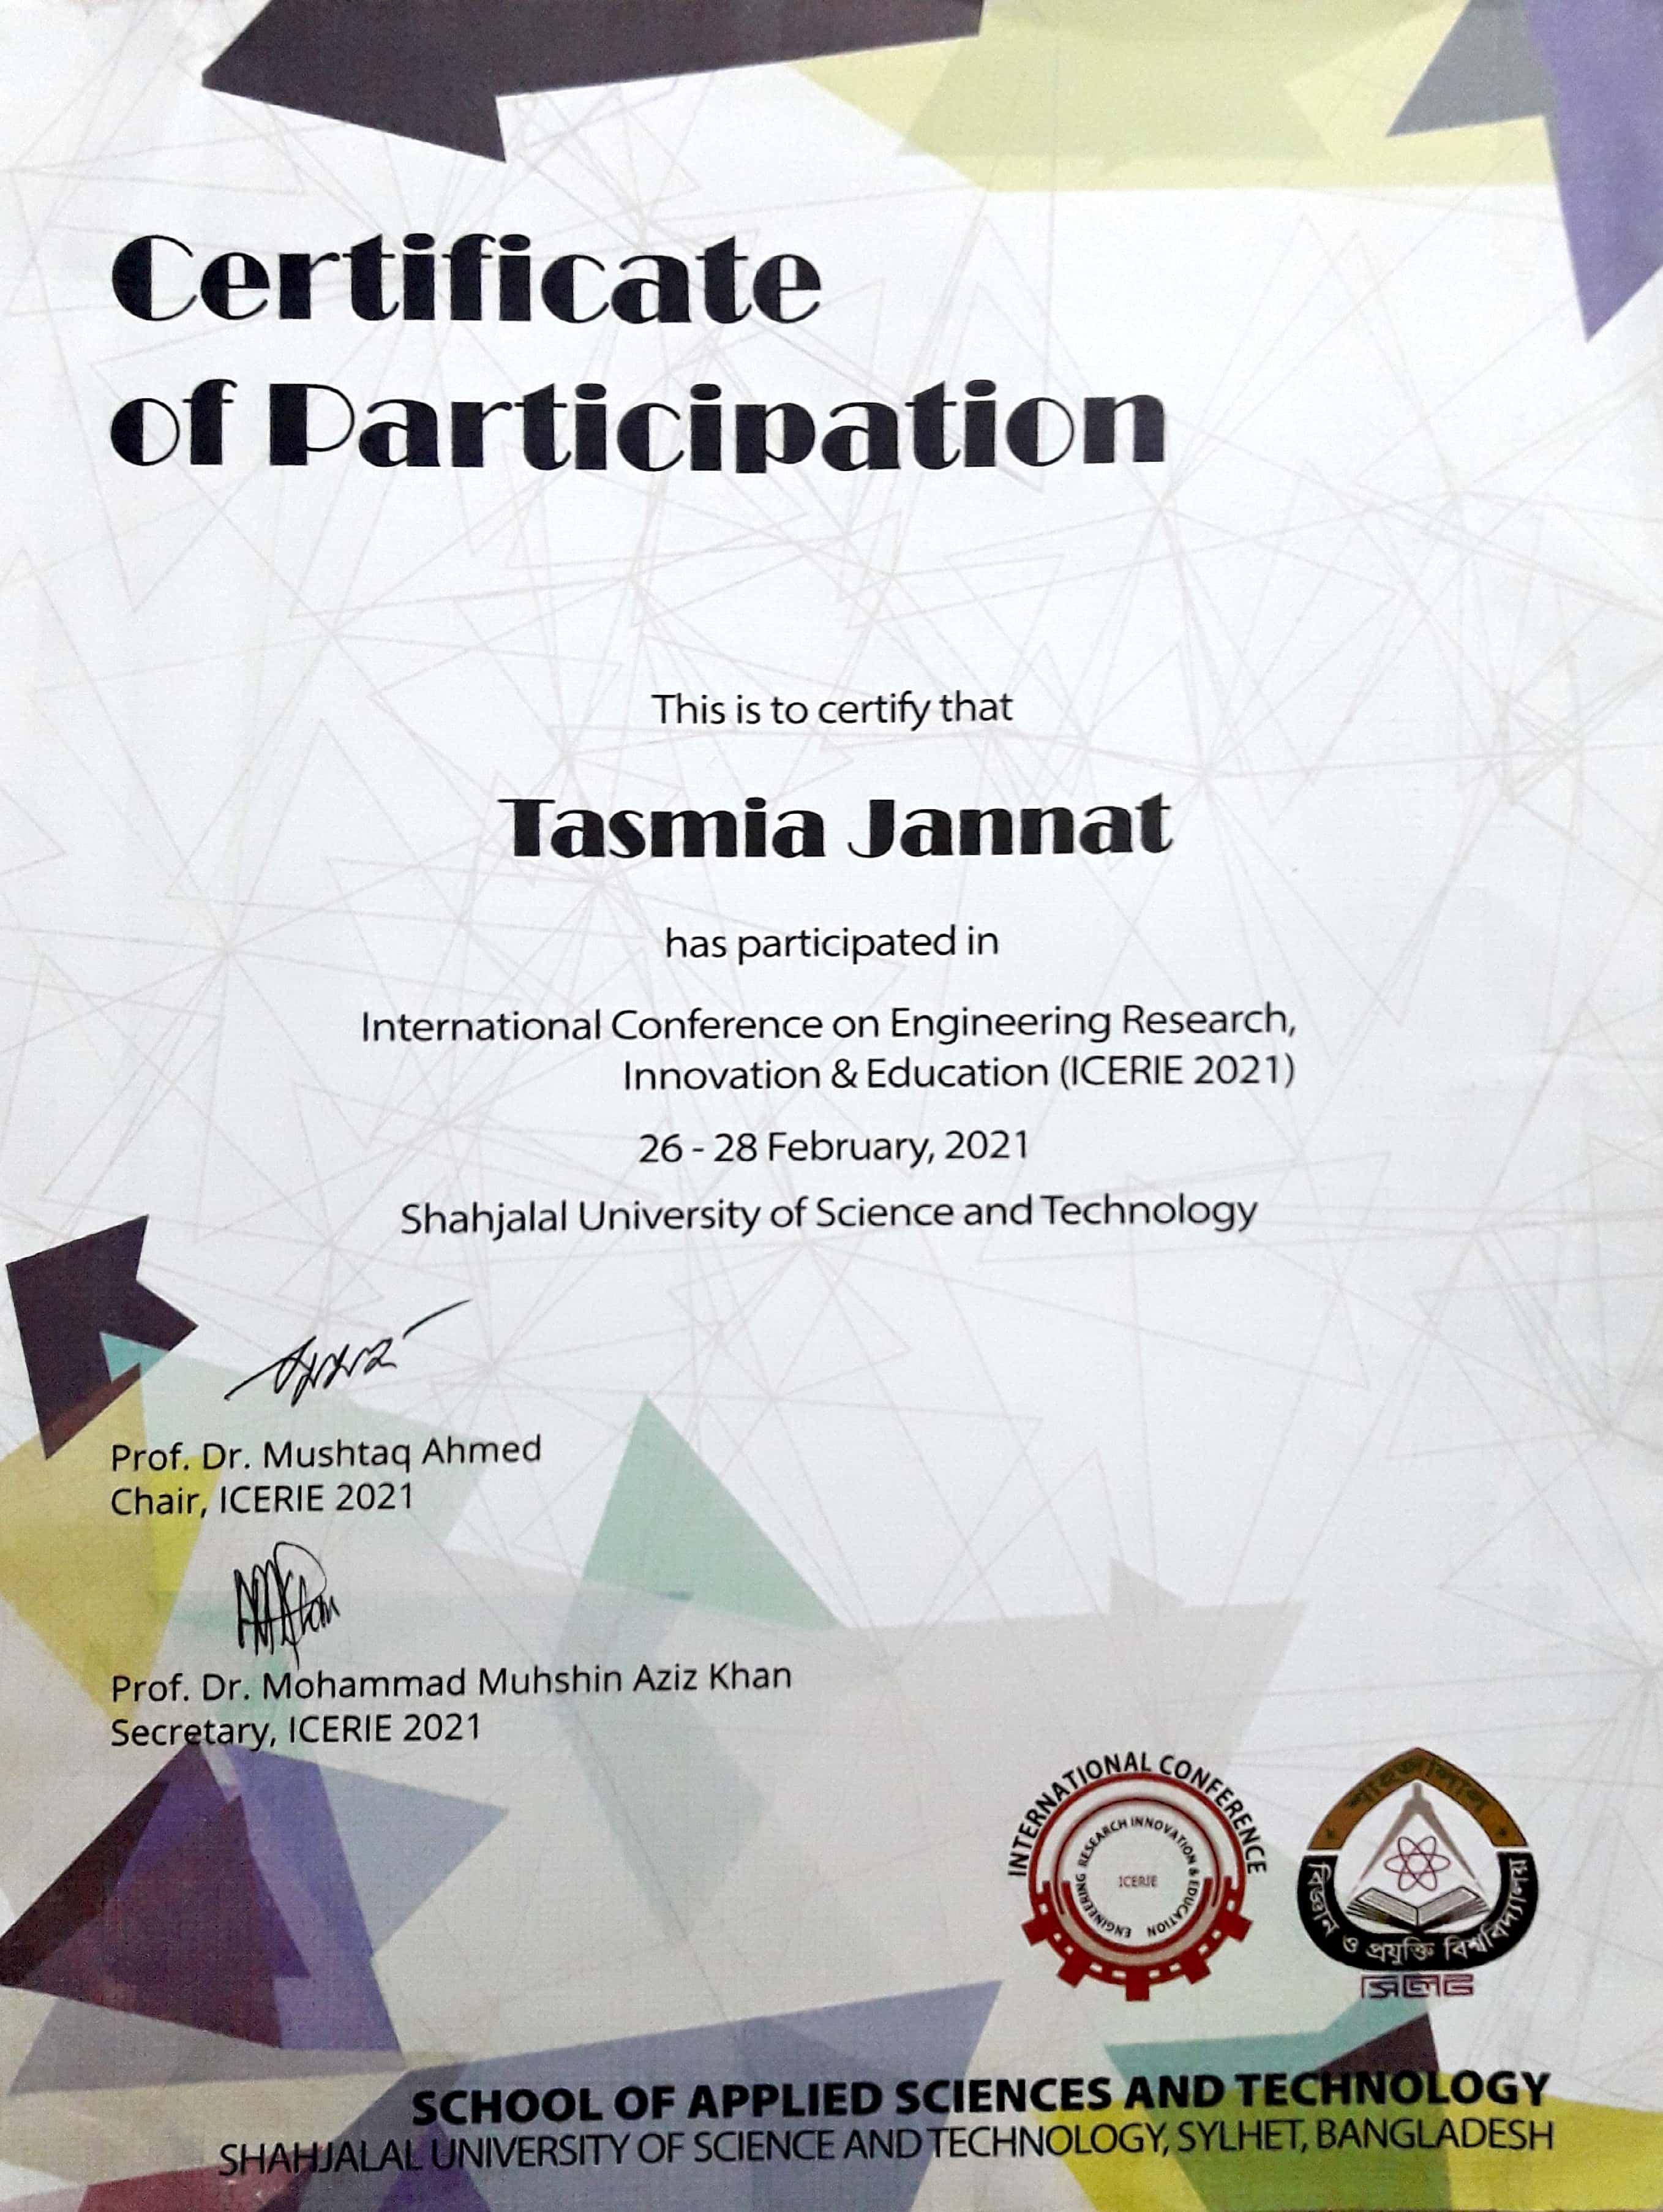 Certificate
of Participation
This is to certify that
Tasmia Jannat
has participated in
International Conference on Engineering Research,
Innovation & Education (ICERIE 2021)
26 - 28 February, 2021
Shahjalal University of Science and Technology
Prof. Dr. Mushtaq Ahmed
Chair, ICERIE 2021
Prof. Dr. Mohammad Muhshin Aziz Khan
Secretary, ICERIE 2021
INTERNATIONAL CONFERENCE
ENGINEERING RESEARCH INNOVATION & EDUCATION
ICERIE
শাহজালাল
বিজ্ঞান ও প্রযুক্তি বিশ্ববিদ্যালয়
সিলেট
SCHOOL OF APPLIED SCIENCES AND TECHNOLOGY
SHAHJALAL UNIVERSITY OF SCIENCE AND TECHNOLOGY, SYLHET, BANGLADESH